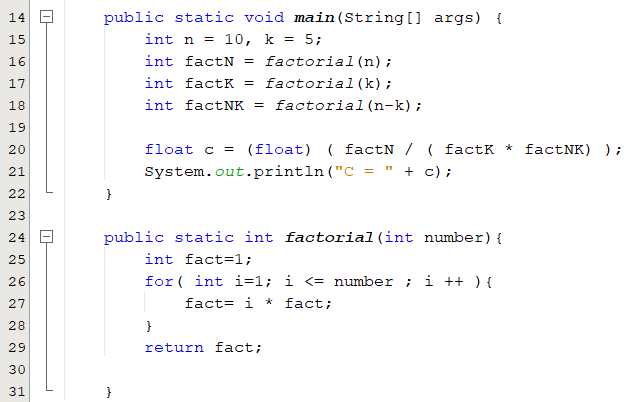 14 public static void main(String[] args) {
15 int n = 10, k = 5;
16 int factN = factorial(n);
17 int factK = factorial(k);
18 int factNK = factorial(n-k);
19
20 float c = (float) ( factN / ( factK * factNK) );
21 System.out.println("C = " + c);
22 }
23
24 public static int factorial(int number){
25 int fact=1;
26 for( int i=1; i <= number ; i ++ ){
27 fact= i * fact;
28 }
29 return fact;
30
31 }